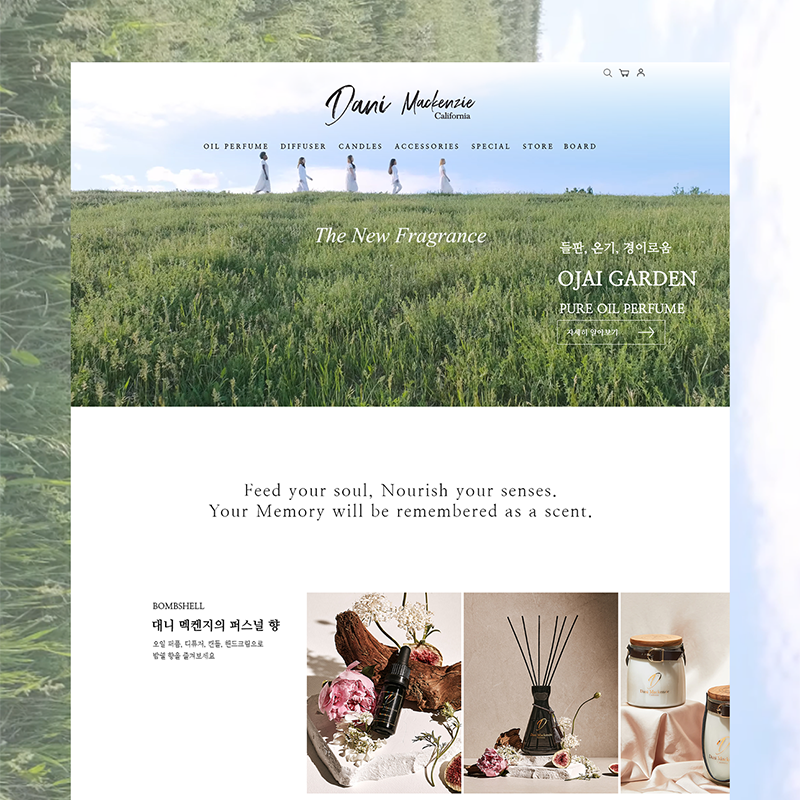 Dani Mackenzie
California
OIL PERFUME DIFFUSER CANDLES ACCESSORIES SPECIAL STORE BOARD
The New Fragrance
들판, 온기, 경이로움
OJAI GARDEN
PURE OIL PERFUME
자세히 알아보기
Feed your soul, Nourish your senses.
Your Memory will be remembered as a scent.
BOMBSHELL
대니 멕켄지의 퍼스널 향
오일 퍼퓸, 디퓨저, 캔들, 핸드크림으로
밤쉘 향을 즐겨보세요